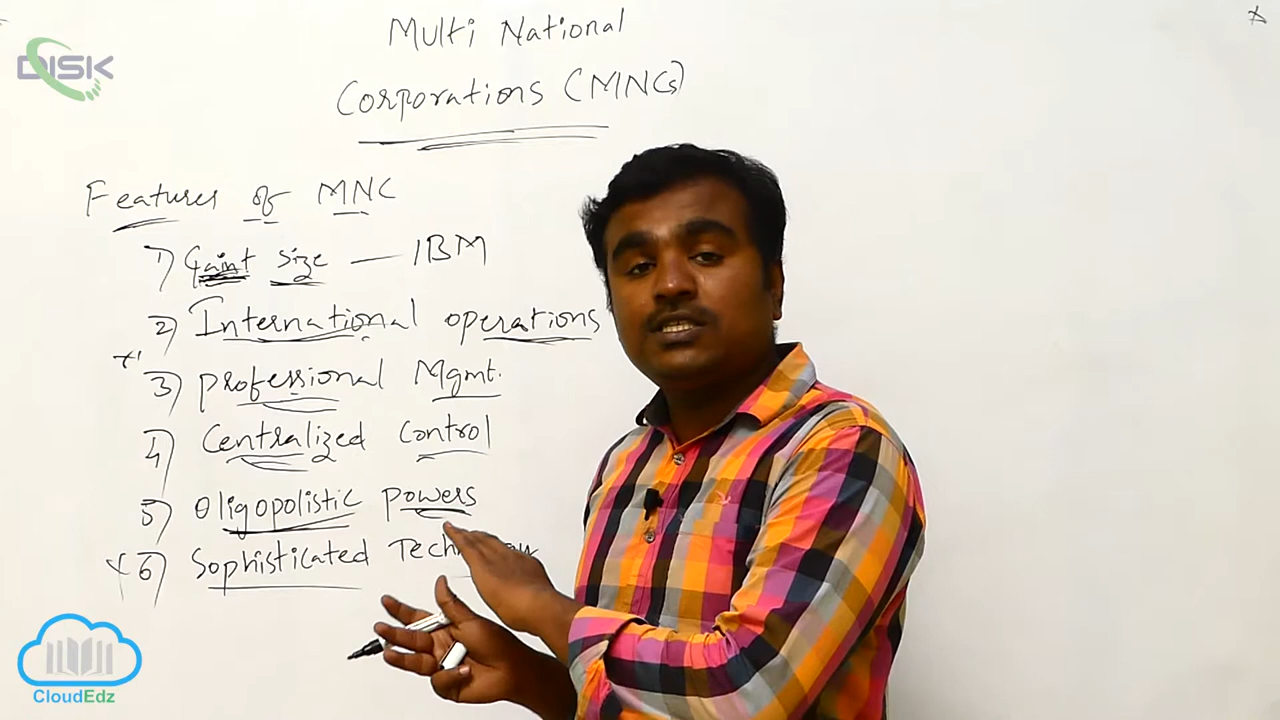 DISK
Multi National
Corporations (MNCs)
Features of MNC
1) Gaint size — IBM
2) International operations
3) Professional Mgmt.
4) Centralized control
5) Oligopolistic powers
6) Sophisticated
CloudEdz